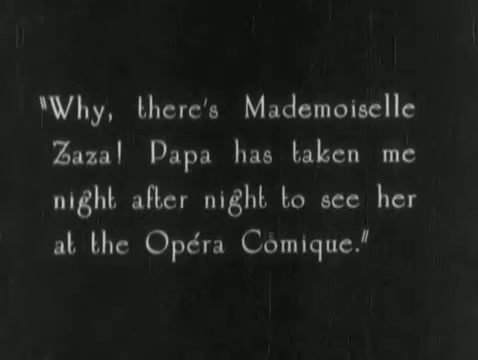 "Why, there's Mademoiselle
Zaza! Papa has taken me
night after night to see her
at the Opéra Comique."